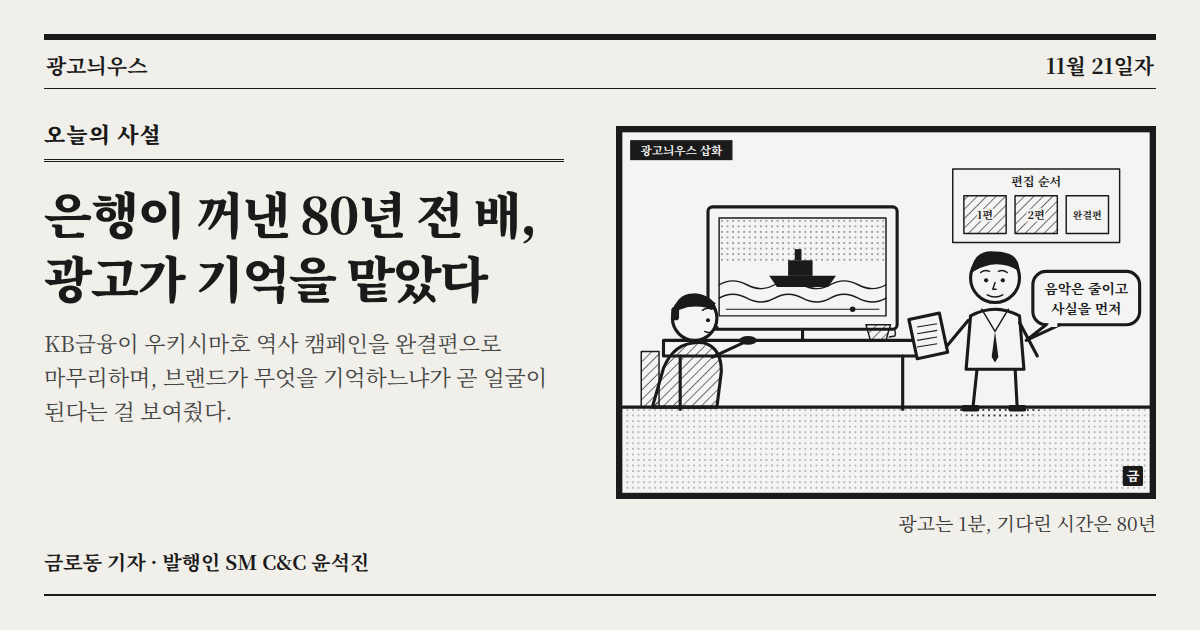 광고늬우스
11월 21일자
오늘의 사설
은행이 꺼낸 80년 전 배,
광고가 기억을 맡았다
KB금융이 우키시마호 역사 캠페인을 완결편으로
마무리하며, 브랜드가 무엇을 기억하느냐가 곧 얼굴이
된다는 걸 보여줬다.
금로동 기자 · 발행인 SM C&C 윤석진
광고늬우스 삽화
편집 순서
1편
2편
완결편
음악은 줄이고
사실을 먼저
금
광고는 1분, 기다린 시간은 80년